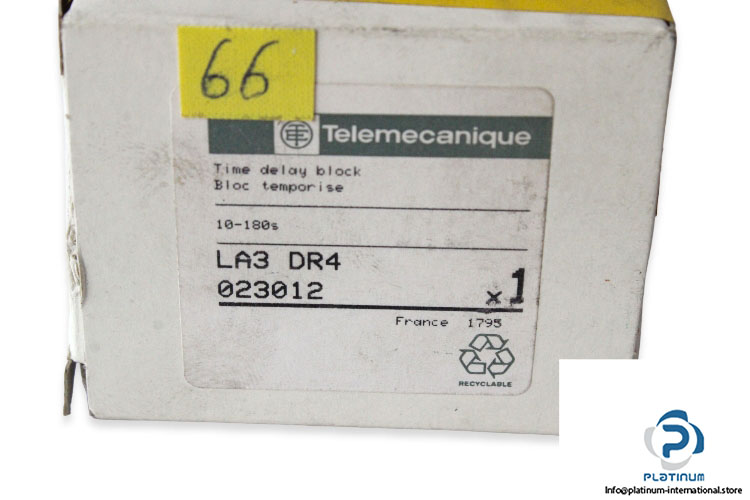 66
Telemecanique
Time delay block
Bloc temporise
10-180s
LA3 DR4
023012 x1
France 1795
RECYCLABLE
PLATINUM
Info@platinum-international.store